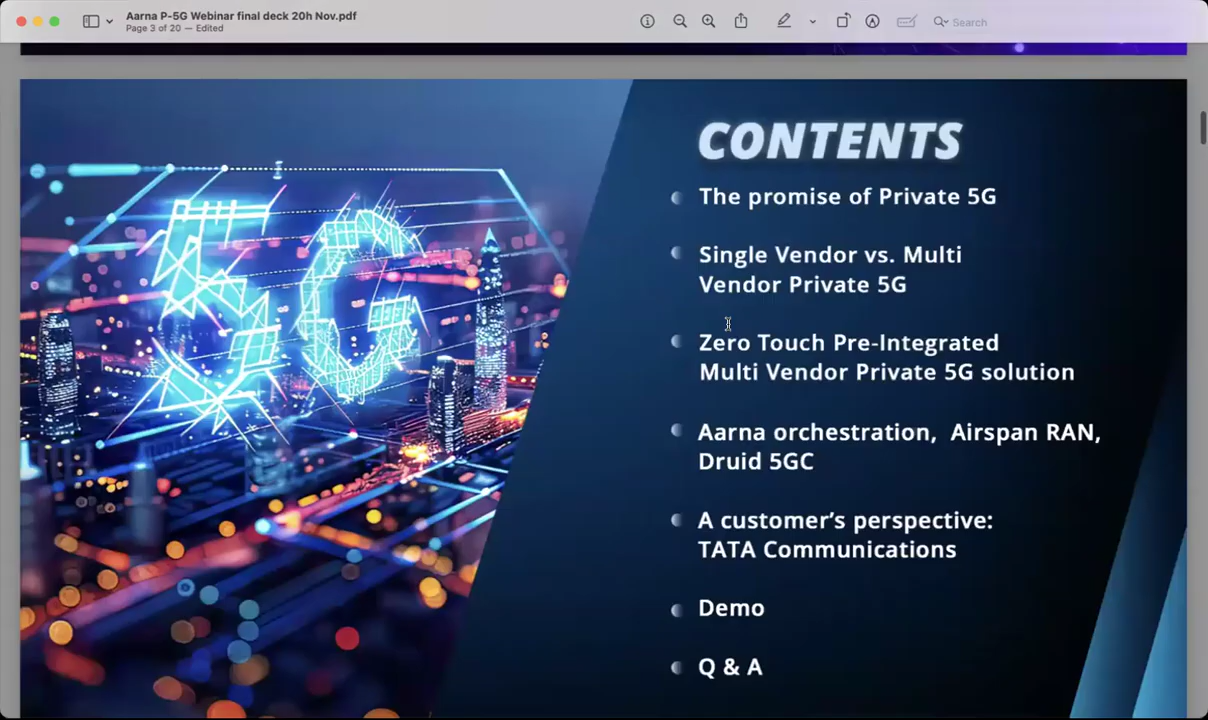 Aarna P-5G Webinar final deck 20h Nov.pdf
Page 3 of 20 — Edited
Search
5G
CONTENTS
The promise of Private 5G
Single Vendor vs. Multi
Vendor Private 5G
Zero Touch Pre-Integrated
Multi Vendor Private 5G solution
Aarna orchestration, Airspan RAN,
Druid 5GC
A customer’s perspective:
TATA Communications
Demo
Q & A